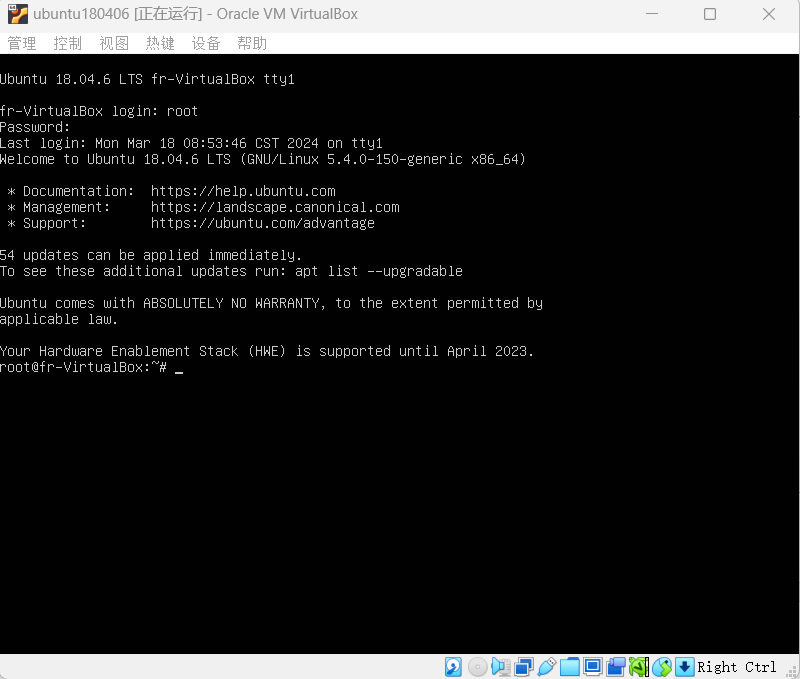 ubuntu180406 [正在运行] - Oracle VM VirtualBox
管理 控制 视图 热键 设备 帮助
Ubuntu 18.04.6 LTS fr-VirtualBox tty1
fr-VirtualBox login: root
Password:
Last login: Mon Mar 18 08:53:46 CST 2024 on tty1
Welcome to Ubuntu 18.04.6 LTS (GNU/Linux 5.4.0-150-generic x86_64)
* Documentation: https://help.ubuntu.com
* Management: https://landscape.canonical.com
* Support: https://ubuntu.com/advantage
54 updates can be applied immediately.
To see these additional updates run: apt list --upgradable
Ubuntu comes with ABSOLUTELY NO WARRANTY, to the extent permitted by
applicable law.
Your Hardware Enablement Stack (HWE) is supported until April 2023.
root@fr-VirtualBox:~# _
Right Ctrl